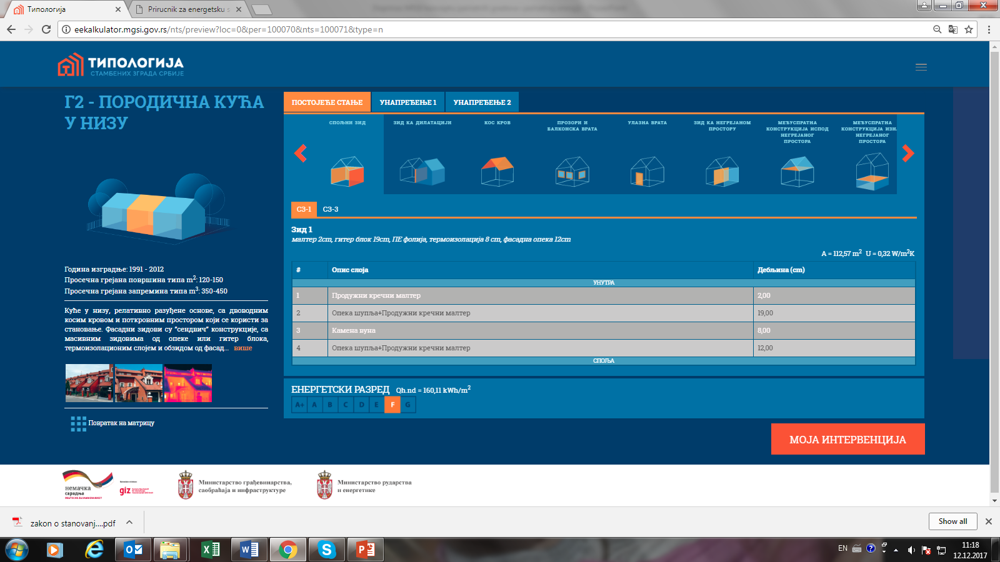 Типологија
Prirucnik za energetsku s
eekalkulator.mgsi.gov.rs/nts/preview?loc=0&per=100070&nts=100071&type=n
ТИПОЛОГИЈА
СТАМБЕНИХ ЗГРАДА СРБИЈЕ
Г2 - ПОРОДИЧНА КУЋА
У НИЗУ
Година изградње: 1991 - 2012
Просечна грејана површина типа m²: 120-150
Просечна грејана запремина типа m³: 350-450
Куће у низу, релативно разуђене основе, са двоводним
косим кровом и поткровним простором који се користи за
становање. Фасадни зидови су “сендвич” конструкције, са
масивним зидовима од опеке или гитер блока,
термоизолационим слојем и обзидом од фасад... више
Повратак на матрицу
ПОСТОЈЕЋЕ СТАЊЕ
УНАПРЕЂЕЊЕ 1
УНАПРЕЂЕЊЕ 2
СПОЉНИ ЗИД
ЗИД КА ДИЛАТАЦИЈИ
КОС КРОВ
ПРОЗОРИ И
БАЛКОНСКА ВРАТА
УЛАЗНА ВРАТА
ЗИД КА НЕГРЕЈАНОМ
ПРОСТОРУ
МЕЂУСПРАТНА
КОНСТРУКЦИЈА ИСПОД
НЕГРЕЈАНОГ
ПРОСТОРА
МЕЂУСПРАТНА
КОНСТРУКЦИЈА ИЗН
НЕГРЕЈАНОГ
ПРОСТОРА
СЗ-1
СЗ-3
Зид 1
малтер 2cm, гитер блок 19cm, ПЕ фолија, термоизолација 8 cm, фасадна опека 12cm
A = 112,57 m² U = 0,32 W/m²K
# Опис слоја Дебљина (cm)
УНУТРА
1 Продужни кречни малтер 2,00
2 Опека шупља+Продужни кречни малтер 19,00
3 Камена вуна 8,00
4 Опека шупља+Продужни кречни малтер 12,00
СПОЉА
ЕНЕРГЕТСКИ РАЗРЕД Qh.nd = 160,11 kWh/m²
A+ A B C D E F G
МОЈА ИНТЕРВЕНЦИЈА
немачка
сарадња
DEUTSCHE ZUSAMMENARBEIT
giz
Министарство грађевинарства,
саобраћаја и инфраструктуре
Министарство рударства
и енергетике
zakon o stanovanj....pdf
Show all
EN
11:18
12.12.2017